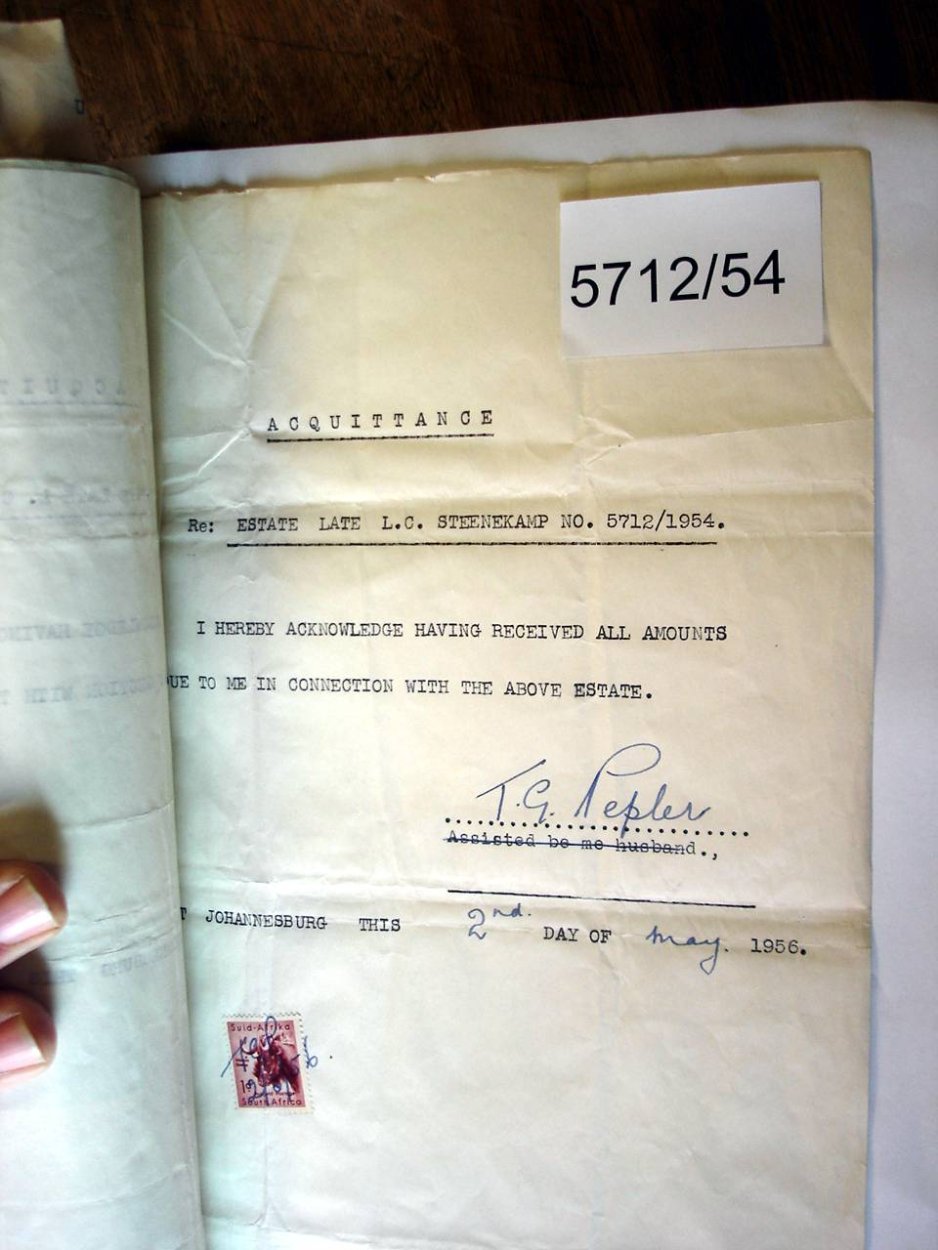 5712/54
ACQUITTANCE
Re: ESTATE LATE L.C. STEENEKAMP NO. 5712/1954.
I HEREBY ACKNOWLEDGE HAVING RECEIVED ALL AMOUNTS
UE TO ME IN CONNECTION WITH THE ABOVE ESTATE.
T.G. Pepler
Assisted be me husband.,
T JOHANNESBURG THIS 2nd. DAY OF may. 1956.
Suid-Afrika
South Africa